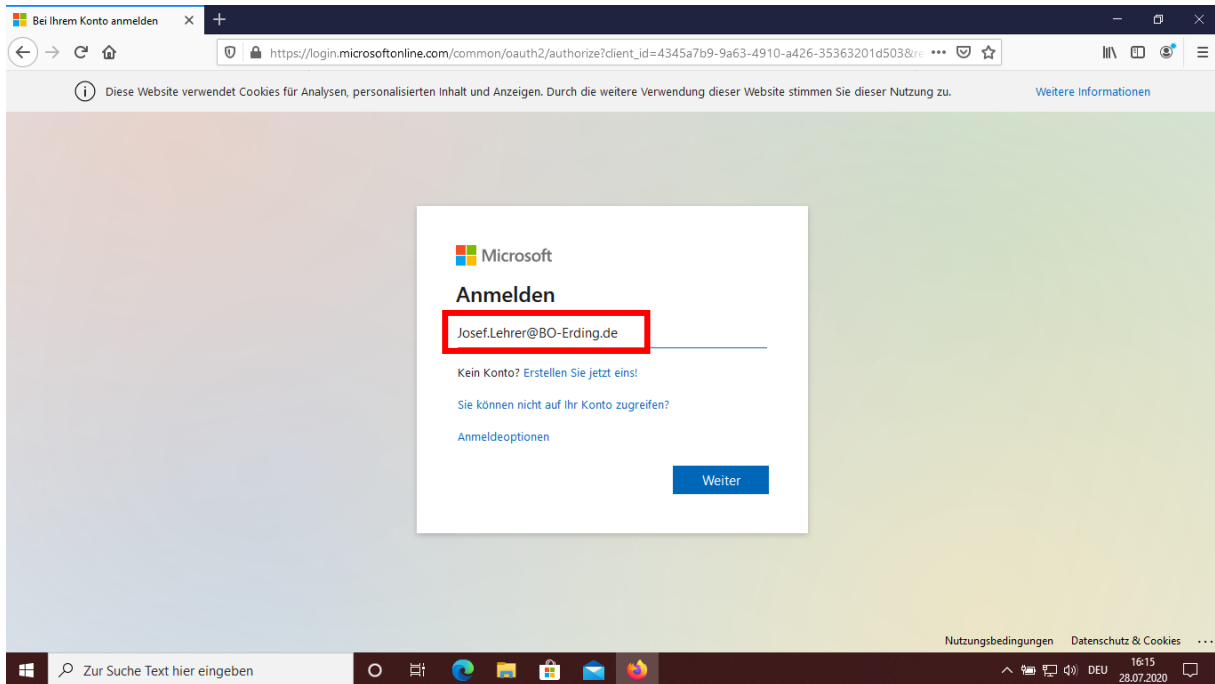 Bei Ihrem Konto anmelden
https://login.microsoftonline.com/common/oauth2/authorize?client_id=4345a7b9-9a63-4910-a426-35363201d503&re
Diese Website verwendet Cookies für Analysen, personalisierten Inhalt und Anzeigen. Durch die weitere Verwendung dieser Website stimmen Sie dieser Nutzung zu. Weitere Informationen
Microsoft
Anmelden
Josef.Lehrer@BO-Erding.de
Kein Konto? Erstellen Sie jetzt eins!
Sie können nicht auf Ihr Konto zugreifen?
Anmeldeoptionen
Weiter
Nutzungsbedingungen Datenschutz & Cookies ...
Zur Suche Text hier eingeben DEU 16:15
28.07.2020